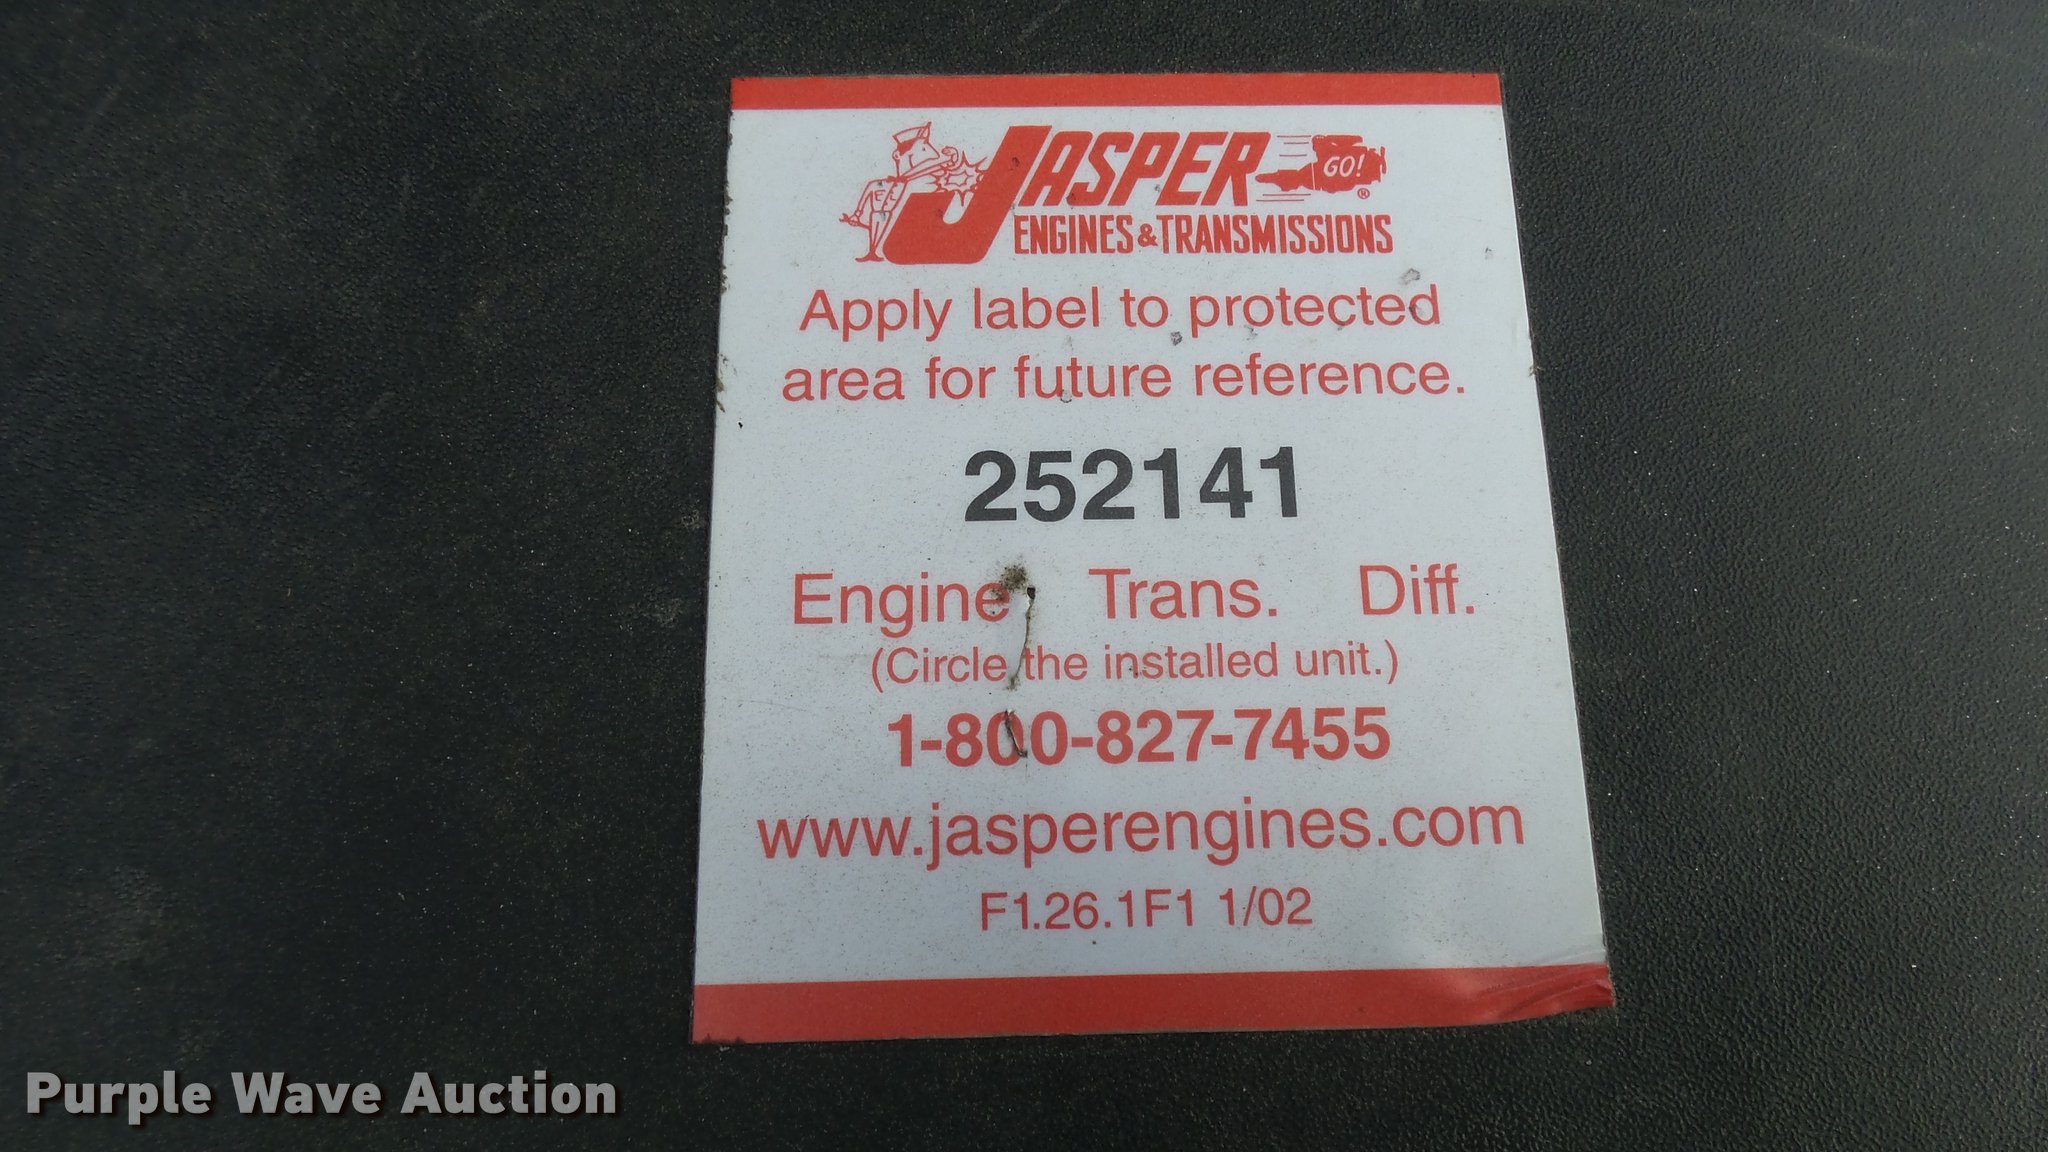 JASPER GO! ®
ENGINES & TRANSMISSIONS
Apply label to protected
area for future reference.
252141
Engine Trans. Diff.
(Circle the installed unit.)
1-800-827-7455
www.jasperengines.com
F1.26.1F1 1/02
Purple Wave Auction